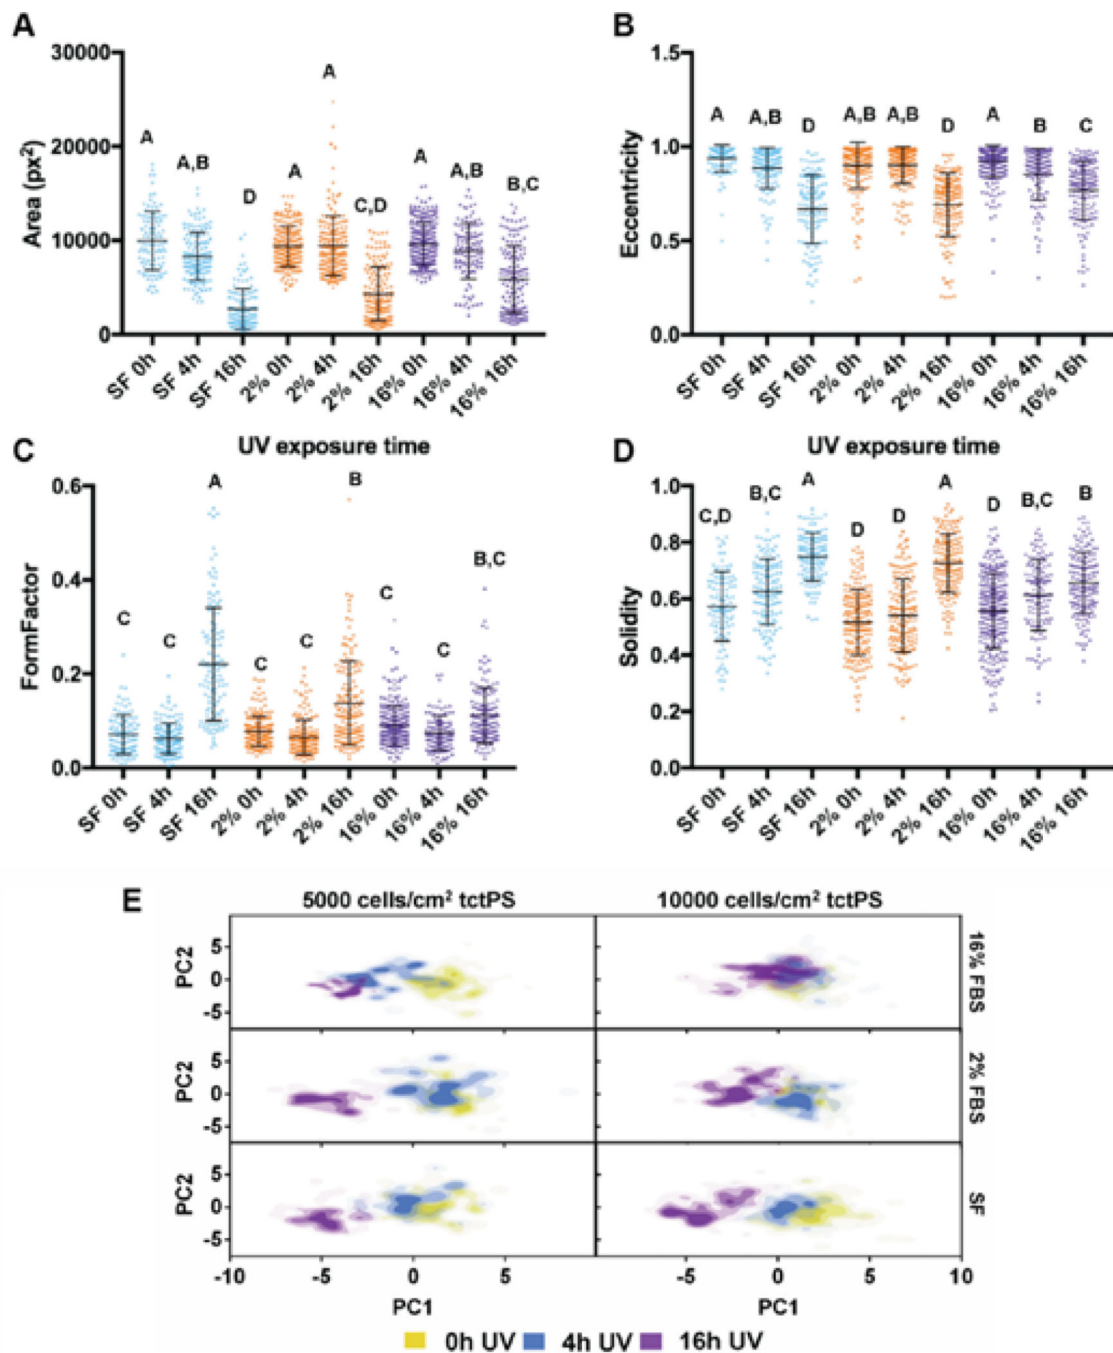 A
B
30000
20000
10000
0
Area (px²)
A
A,B
D
A
A
C,D
A
A,B
B,C
SF 0h
SF 4h
SF 16h
2% 0h
2% 4h
2% 16h
16% 0h
16% 4h
16% 16h
UV exposure time
1.5
1.0
0.5
0.0
Eccentricity
A
A,B
D
A,B
A,B
D
A
B
C
SF 0h
SF 4h
SF 16h
2% 0h
2% 4h
2% 16h
16% 0h
16% 4h
16% 16h
UV exposure time
C
D
0.6
0.4
0.2
0.0
FormFactor
C
C
A
C
C
B
C
C
B,C
SF 0h
SF 4h
SF 16h
2% 0h
2% 4h
2% 16h
16% 0h
16% 4h
16% 16h
1.0
0.8
0.6
0.4
0.2
0.0
Solidity
C,D
B,C
A
D
D
A
D
B,C
B
SF 0h
SF 4h
SF 16h
2% 0h
2% 4h
2% 16h
16% 0h
16% 4h
16% 16h
E
5000 cells/cm² tctPS
10000 cells/cm² tctPS
PC2
5
0
-5
16% FBS
PC2
5
0
-5
2% FBS
PC2
5
0
-5
SF
-10
-5
0
5
-5
0
5
10
PC1
PC1
0h UV
4h UV
16h UV